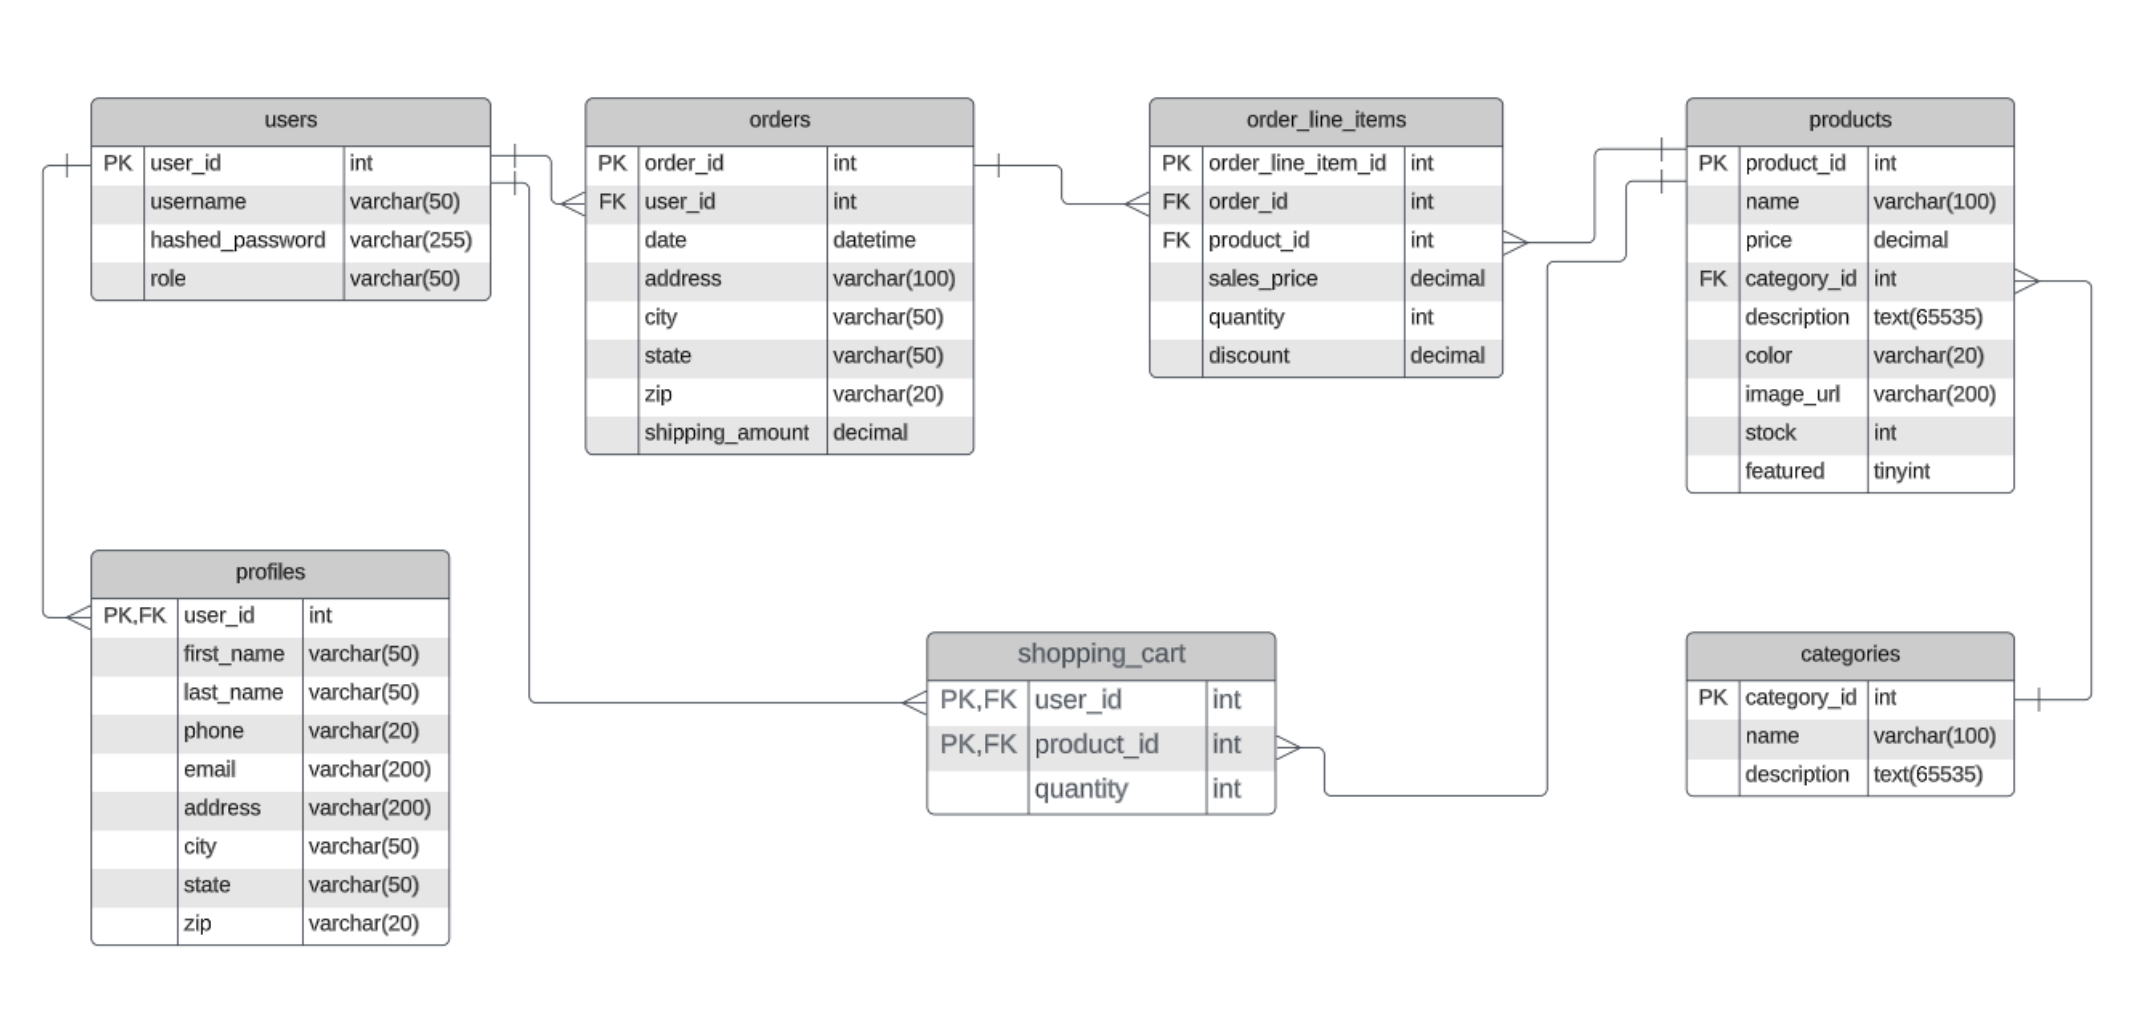 users
PK user_id int
username varchar(50)
hashed_password varchar(255)
role varchar(50)
orders
PK order_id int
FK user_id int
date datetime
address varchar(100)
city varchar(50)
state varchar(50)
zip varchar(20)
shipping_amount decimal
order_line_items
PK order_line_item_id int
FK order_id int
FK product_id int
sales_price decimal
quantity int
discount decimal
products
PK product_id int
name varchar(100)
price decimal
FK category_id int
description text(65535)
color varchar(20)
image_url varchar(200)
stock int
featured tinyint
profiles
PK,FK user_id int
first_name varchar(50)
last_name varchar(50)
phone varchar(20)
email varchar(200)
address varchar(200)
city varchar(50)
state varchar(50)
zip varchar(20)
shopping_cart
PK,FK user_id int
PK,FK product_id int
quantity int
categories
PK category_id int
name varchar(100)
description text(65535)